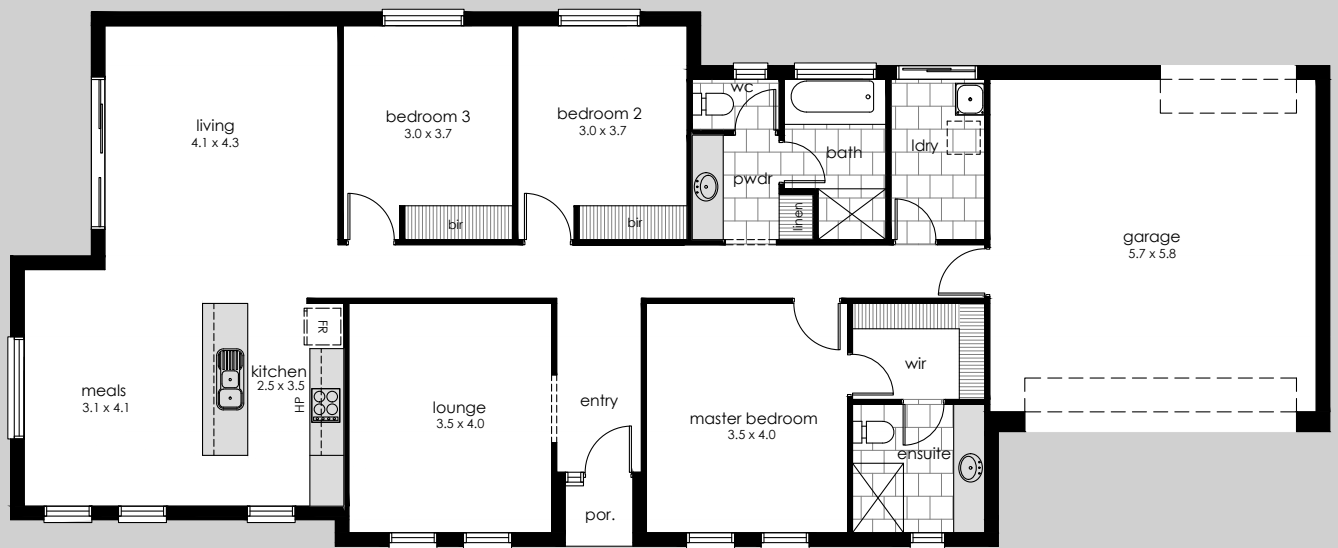 living
4.1 x 4.3
bedroom 3
3.0 x 3.7
bir
bedroom 2
3.0 x 3.7
bir
wc
pwdr
bath
linen
ldry
garage
5.7 x 5.8
meals
3.1 x 4.1
kitchen
2.5 x 3.5
FR
HP
lounge
3.5 x 4.0
entry
por.
master bedroom
3.5 x 4.0
wir
ensuite